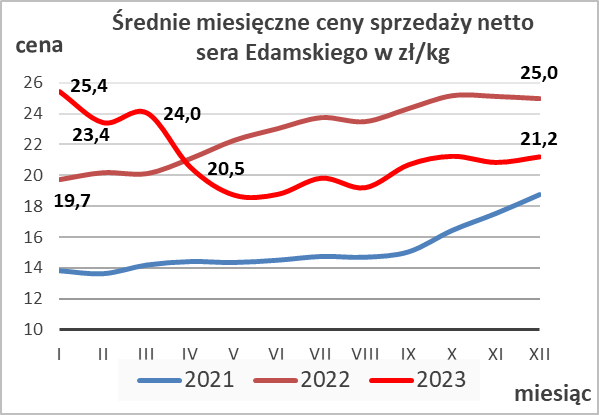 Średnie miesięczne ceny sprzedaży netto
sera Edamskiego w zł/kg
cena
26
24
22
20
18
16
14
12
10
25,4
23,4
24,0
20,5
19,7
25,0
21,2
I II III IV V VI VII VIII IX X XI XII
2021 2022 2023
miesiąc